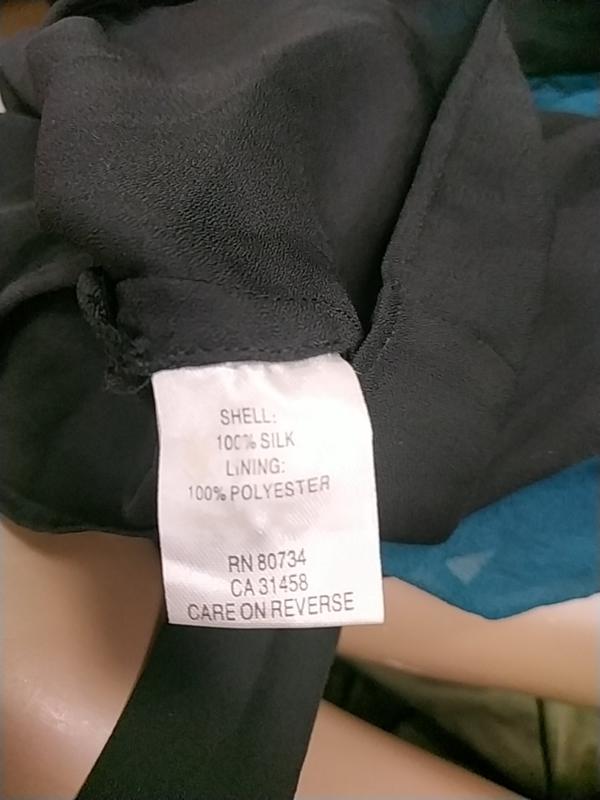 SHELL:
100% SILK
LINING:
100% POLYESTER
RN 80734
CA 31458
CARE ON REVERSE